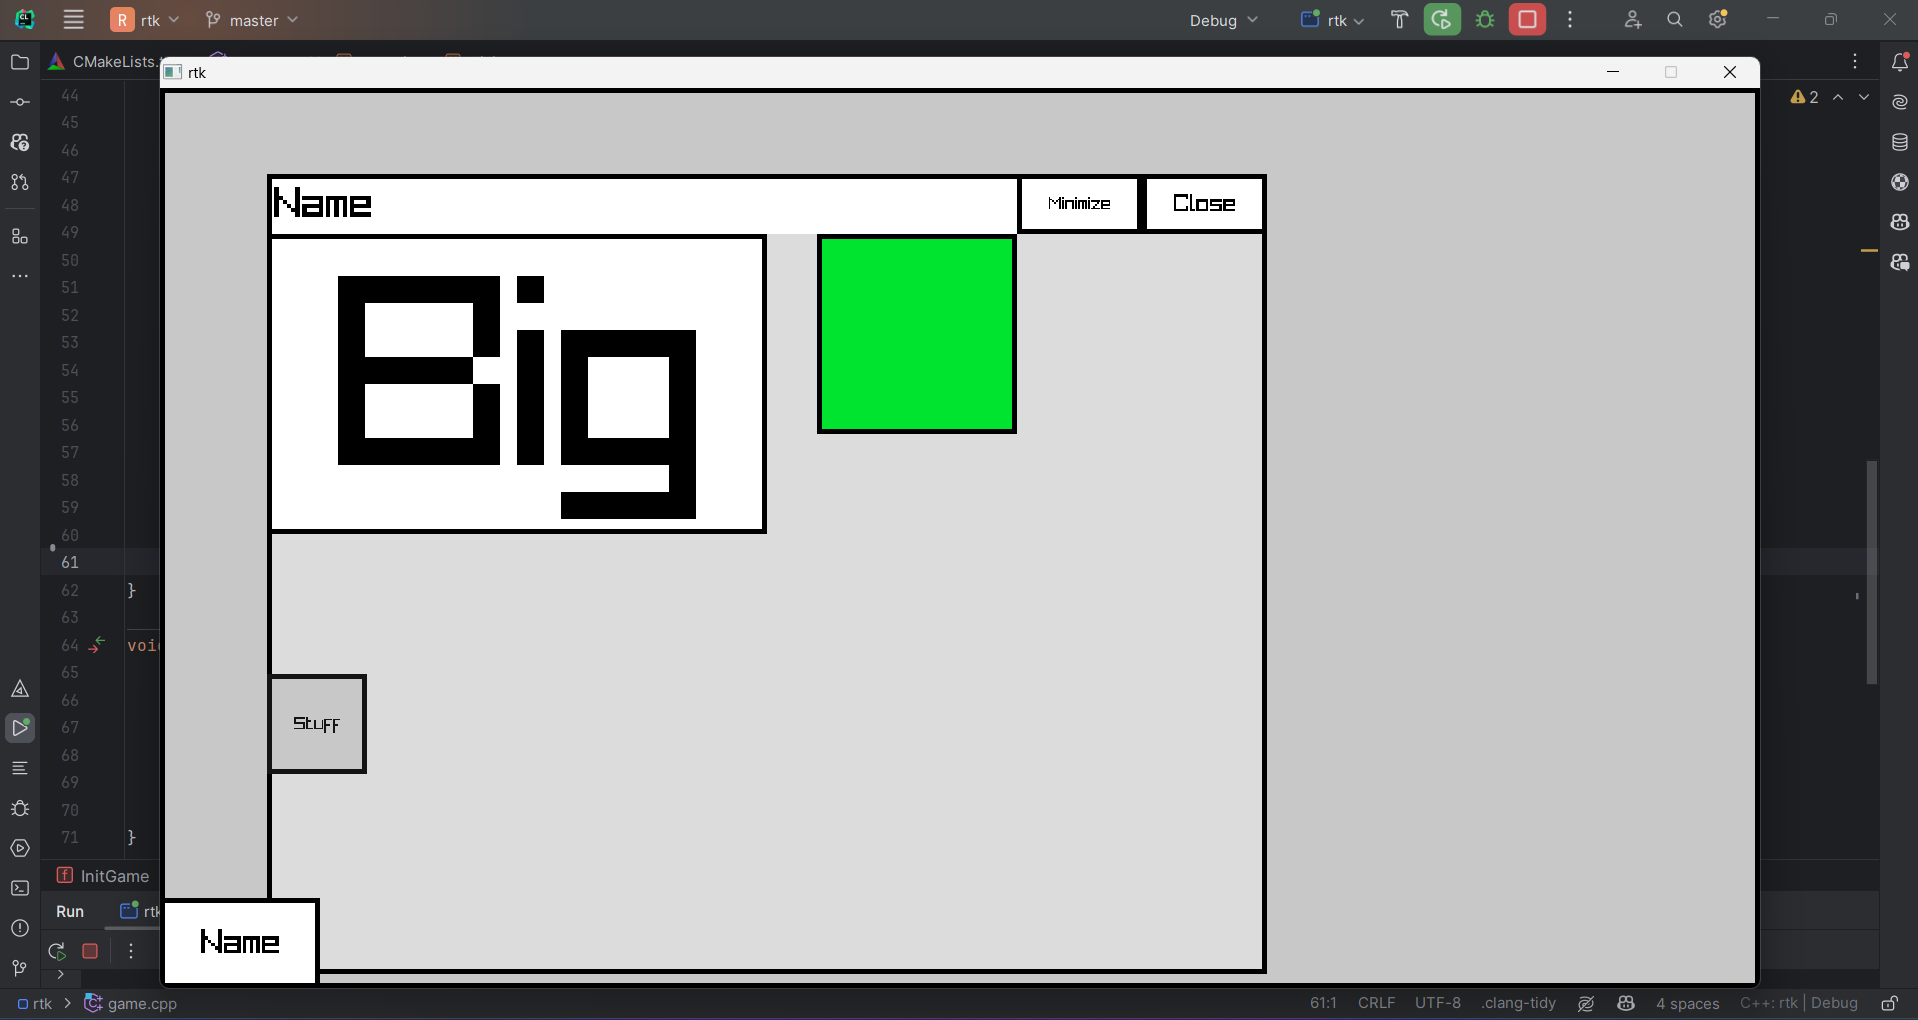 R rtk master Debug rtk
CMakeLists.
rtk
2
44
45
46
47
48
49
50
51
52
53
54
55
56
57
58
59
60
61
62 }
63
64 voi
65
66
67
68
69
70
71 }
Name Minimize Close
Big
Stuff
Name
f InitGame
Run rtk
rtk > game.cpp 61:1 CRLF UTF-8 .clang-tidy 4 spaces C++: rtk | Debug